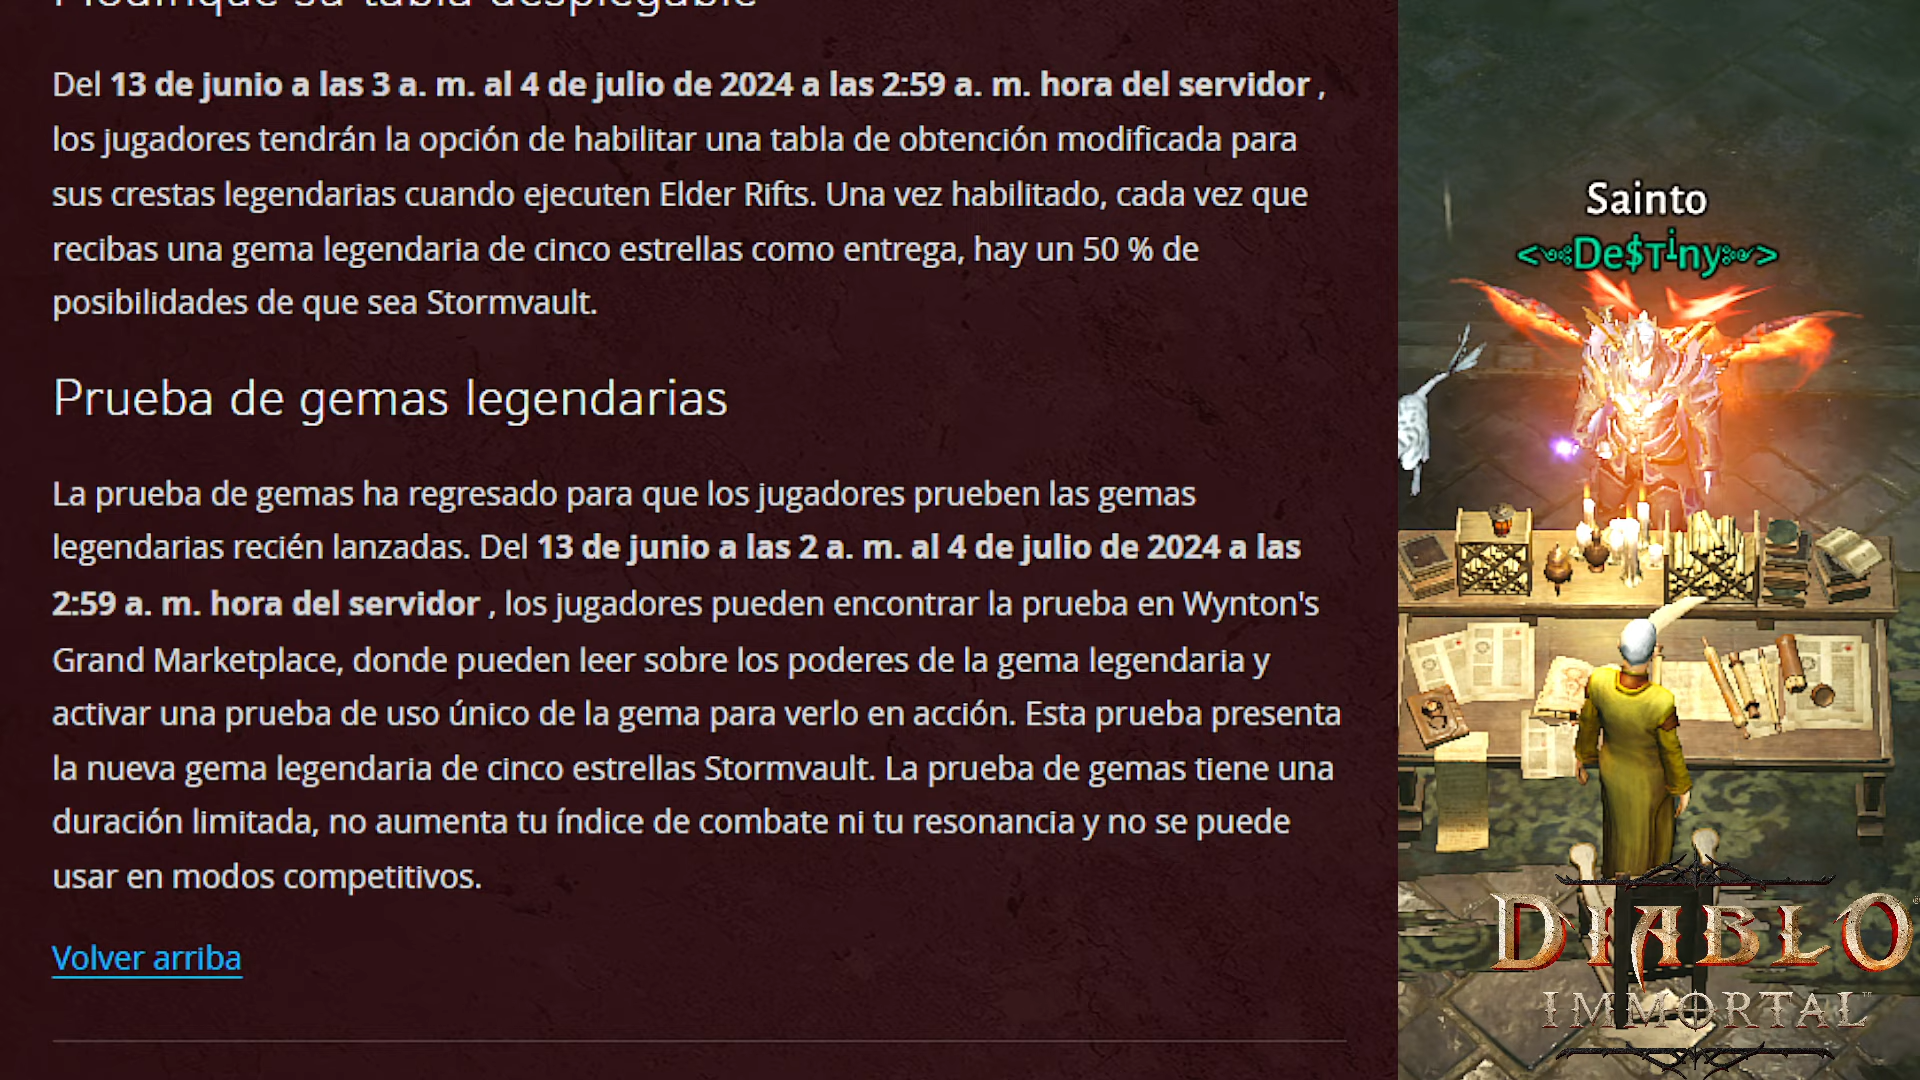 Modifique su tabla desplegable
Del 13 de junio a las 3 a. m. al 4 de julio de 2024 a las 2:59 a. m. hora del servidor ,
los jugadores tendrán la opción de habilitar una tabla de obtención modificada para
sus crestas legendarias cuando ejecuten Elder Rifts. Una vez habilitado, cada vez que
recibas una gema legendaria de cinco estrellas como entrega, hay un 50 % de
posibilidades de que sea Stormvault.
Prueba de gemas legendarias
La prueba de gemas ha regresado para que los jugadores prueben las gemas
legendarias recién lanzadas. Del 13 de junio a las 2 a. m. al 4 de julio de 2024 a las
2:59 a. m. hora del servidor , los jugadores pueden encontrar la prueba en Wynton's
Grand Marketplace, donde pueden leer sobre los poderes de la gema legendaria y
activar una prueba de uso único de la gema para verlo en acción. Esta prueba presenta
la nueva gema legendaria de cinco estrellas Stormvault. La prueba de gemas tiene una
duración limitada, no aumenta tu índice de combate ni tu resonancia y no se puede
usar en modos competitivos.
Volver arriba
Sainto
<༺De$Tịny༻>
DIABLO
IMMORTAL